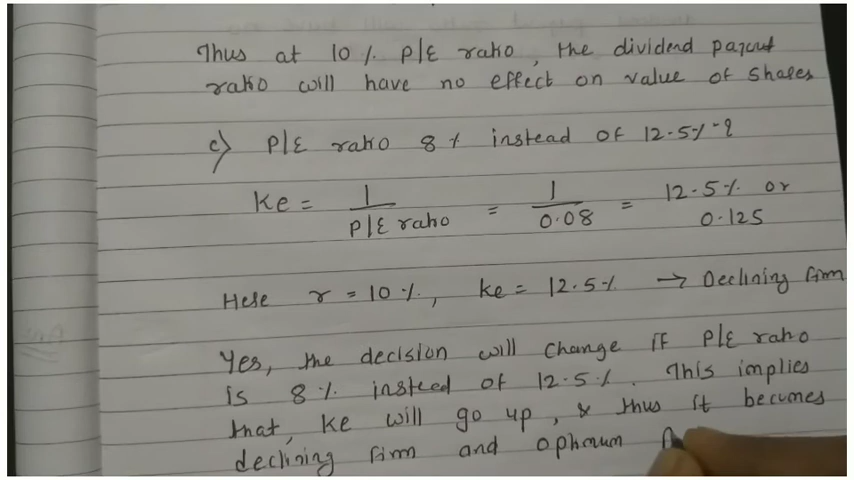 Thus at 10 % P/E ratio, the dividend payout
ratio will have no effect on value of shares
c) P/E ratio 8 % instead of 12.5% ?
Ke = 1 / P/E ratio = 1 / 0.08 = 12.5 % or 0.125
Here r = 10 %, Ke = 12.5 % → Declining firm
Yes, the decision will change if P/E ratio
is 8 % instead of 12.5 %. This implies
that, Ke will go up, & thus it becomes
declining firm and optimum